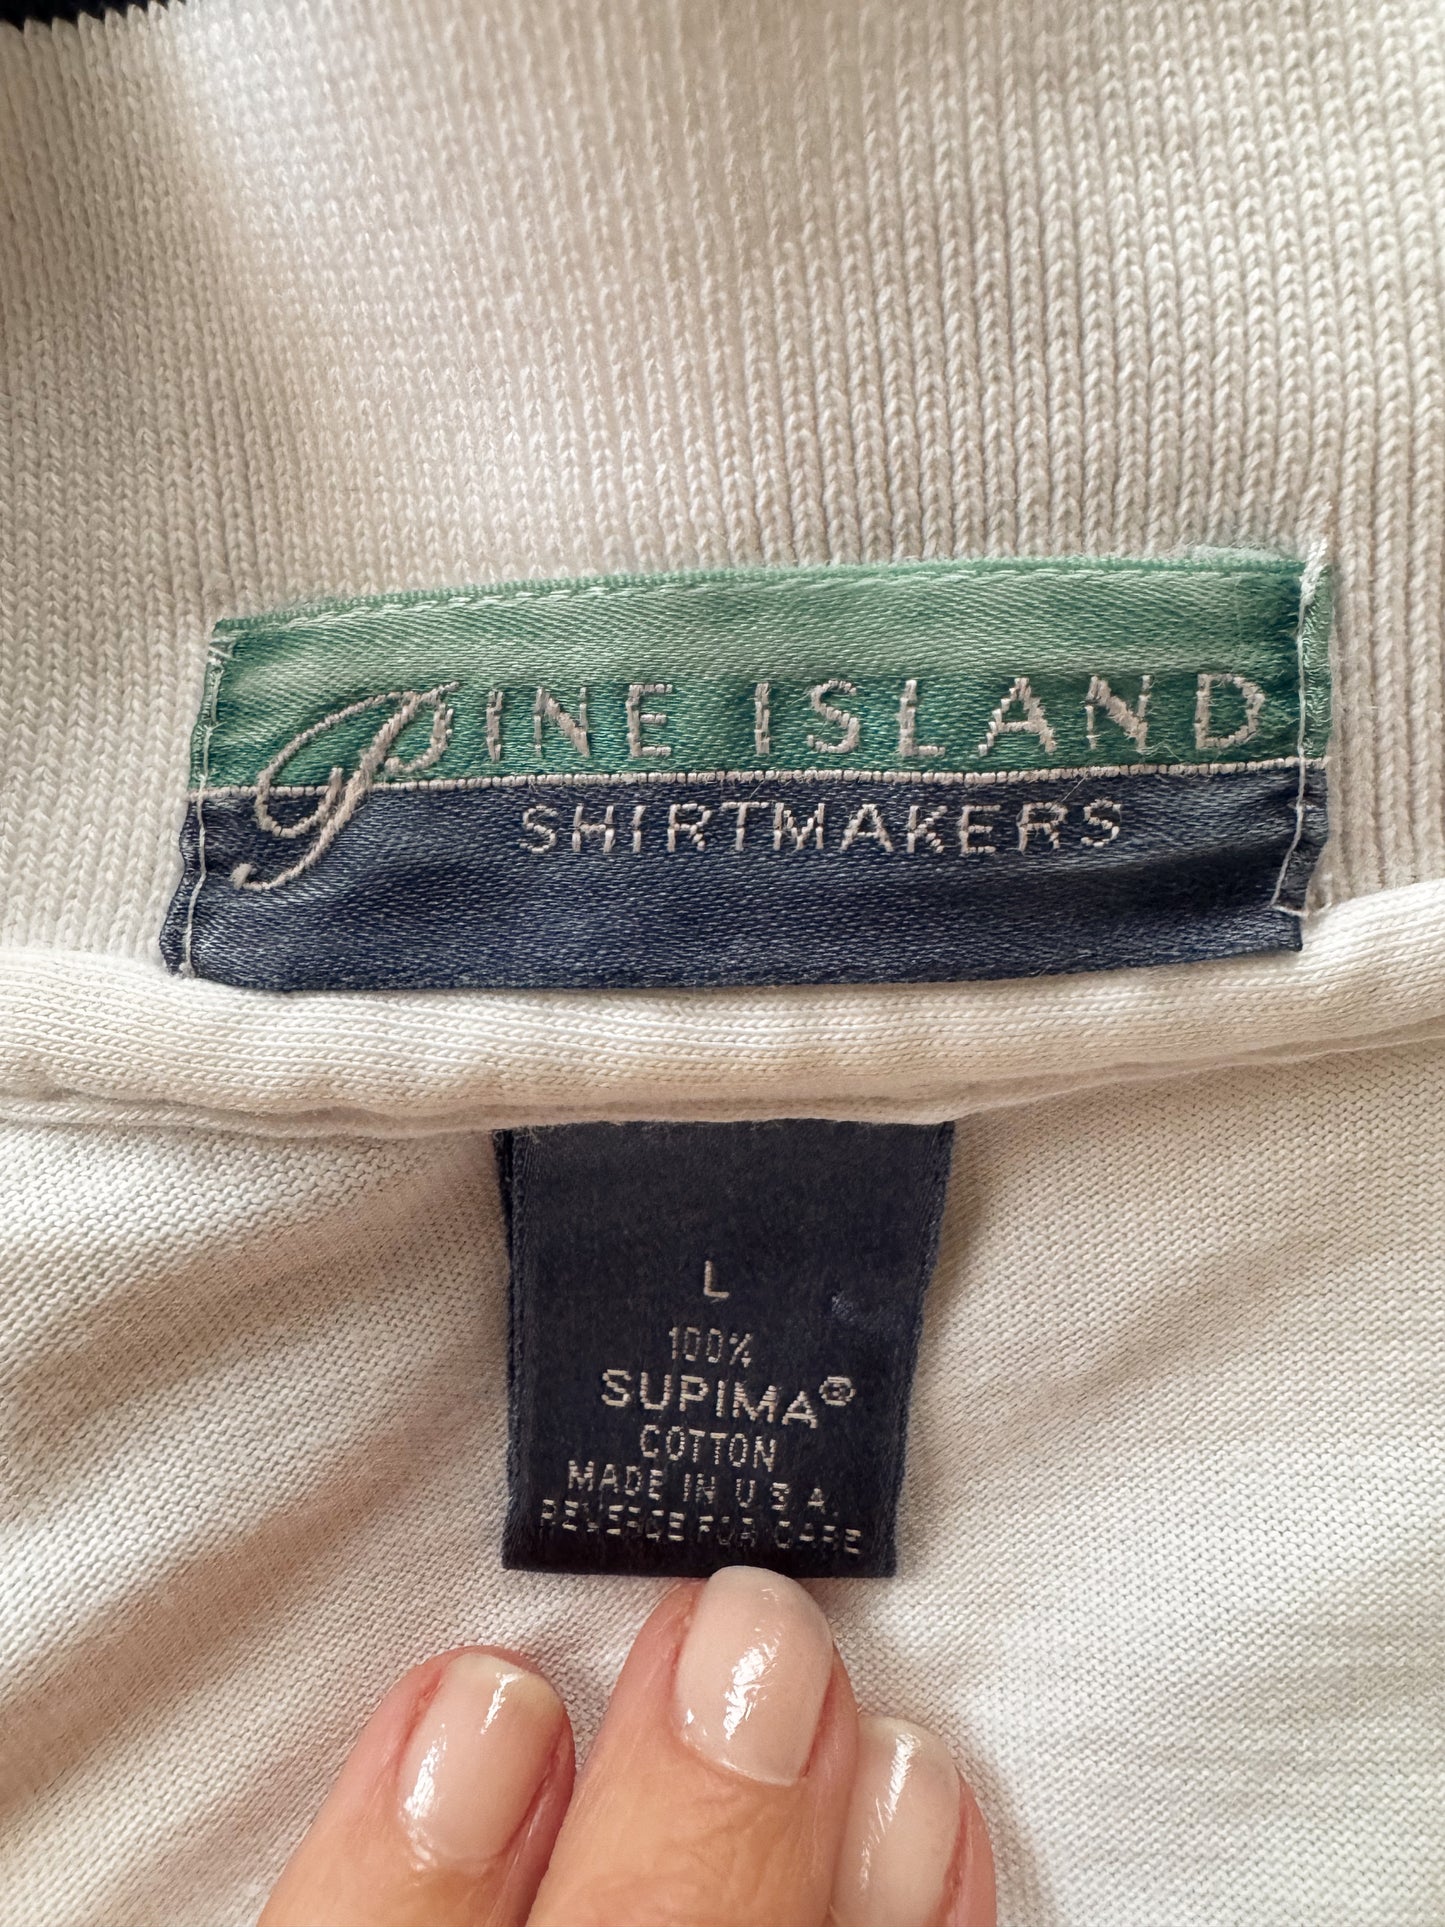 PINE ISLAND
SHIRTMAKERS
L
100%
SUPIMA®
COTTON
MADE IN U.S.A.
REVERSE FOR CARE